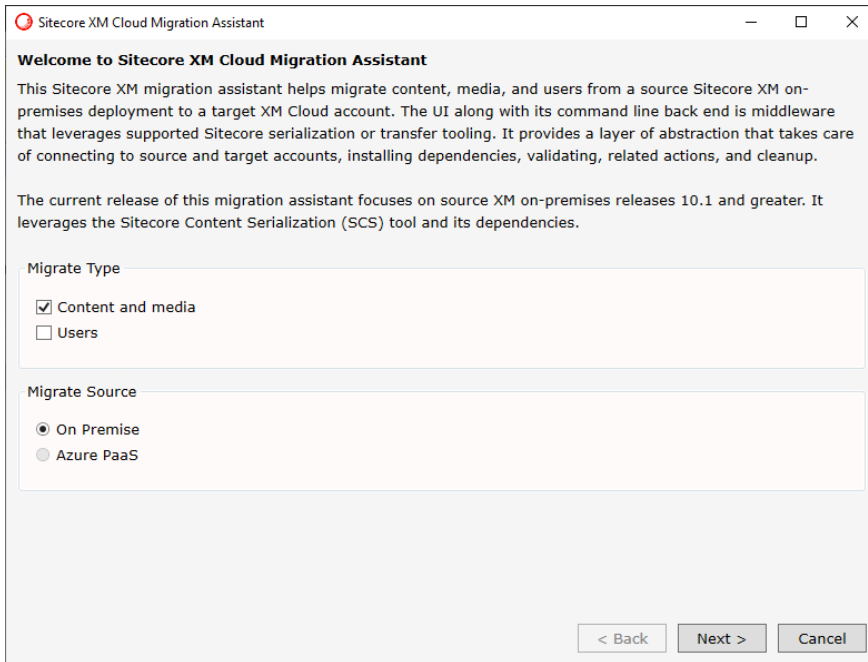 Sitecore XM Cloud Migration Assistant
Welcome to Sitecore XM Cloud Migration Assistant
This Sitecore XM migration assistant helps migrate content, media, and users from a source Sitecore XM on-
premises deployment to a target XM Cloud account. The UI along with its command line back end is middleware
that leverages supported Sitecore serialization or transfer tooling. It provides a layer of abstraction that takes care
of connecting to source and target accounts, installing dependencies, validating, related actions, and cleanup.
The current release of this migration assistant focuses on source XM on-premises releases 10.1 and greater. It
leverages the Sitecore Content Serialization (SCS) tool and its dependencies.
Migrate Type
Content and media
Users
Migrate Source
On Premise
Azure PaaS
< Back Next > Cancel